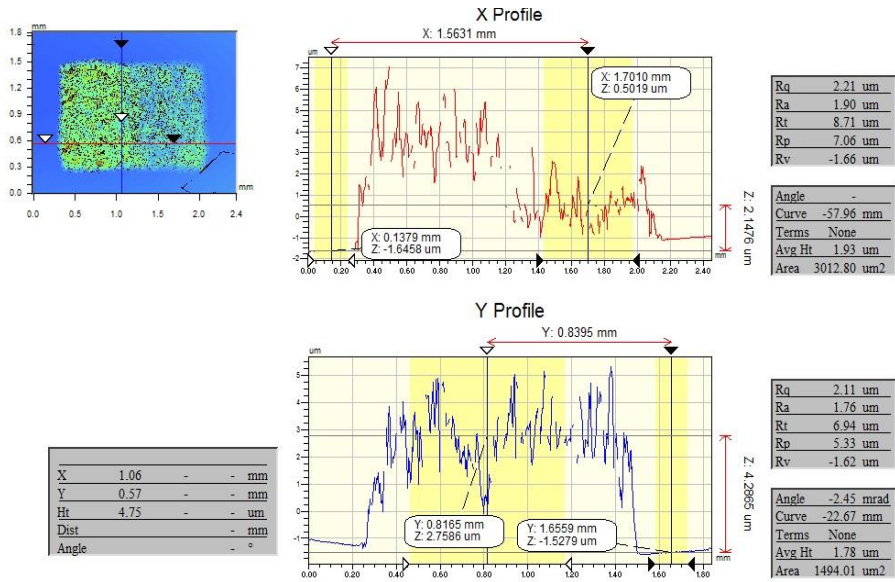 mm
1.8
1.5
1.2
0.9
0.6
0.3
0.0
0.0 0.5 1.0 1.5 2.0 2.4
mm
X Profile
X: 1.5631 mm
um
7
6
5
4
3
2
1
0
-1
-2
X: 1.7010 mm
Z: 0.5019 um
X: 0.1379 mm
Z: -1.6458 um
Z: 2.1476 um
mm
0.00 0.20 0.40 0.60 0.80 1.00 1.20 1.40 1.60 1.80 2.00 2.20 2.40
Rq 2.21 um
Ra 1.90 um
Rt 8.71 um
Rp 7.06 um
Rv -1.66 um
Angle -
Curve -57.96 mm
Terms None
Avg Ht 1.93 um
Area 3012.80 um2
Y Profile
Y: 0.8395 mm
um
5
4
3
2
1
0
-1
Y: 0.8165 mm
Z: 2.7586 um
Y: 1.6559 mm
Z: -1.5279 um
Z: 4.2865 um
mm
0.00 0.20 0.40 0.60 0.80 1.00 1.20 1.40 1.60 1.80
Rq 2.11 um
Ra 1.76 um
Rt 6.94 um
Rp 5.33 um
Rv -1.62 um
Angle -2.45 mrad
Curve -22.67 mm
Terms None
Avg Ht 1.78 um
Area 1494.01 um2
X 1.06 - - mm
Y 0.57 - - mm
Ht 4.75 - - um
Dist - mm
Angle - °